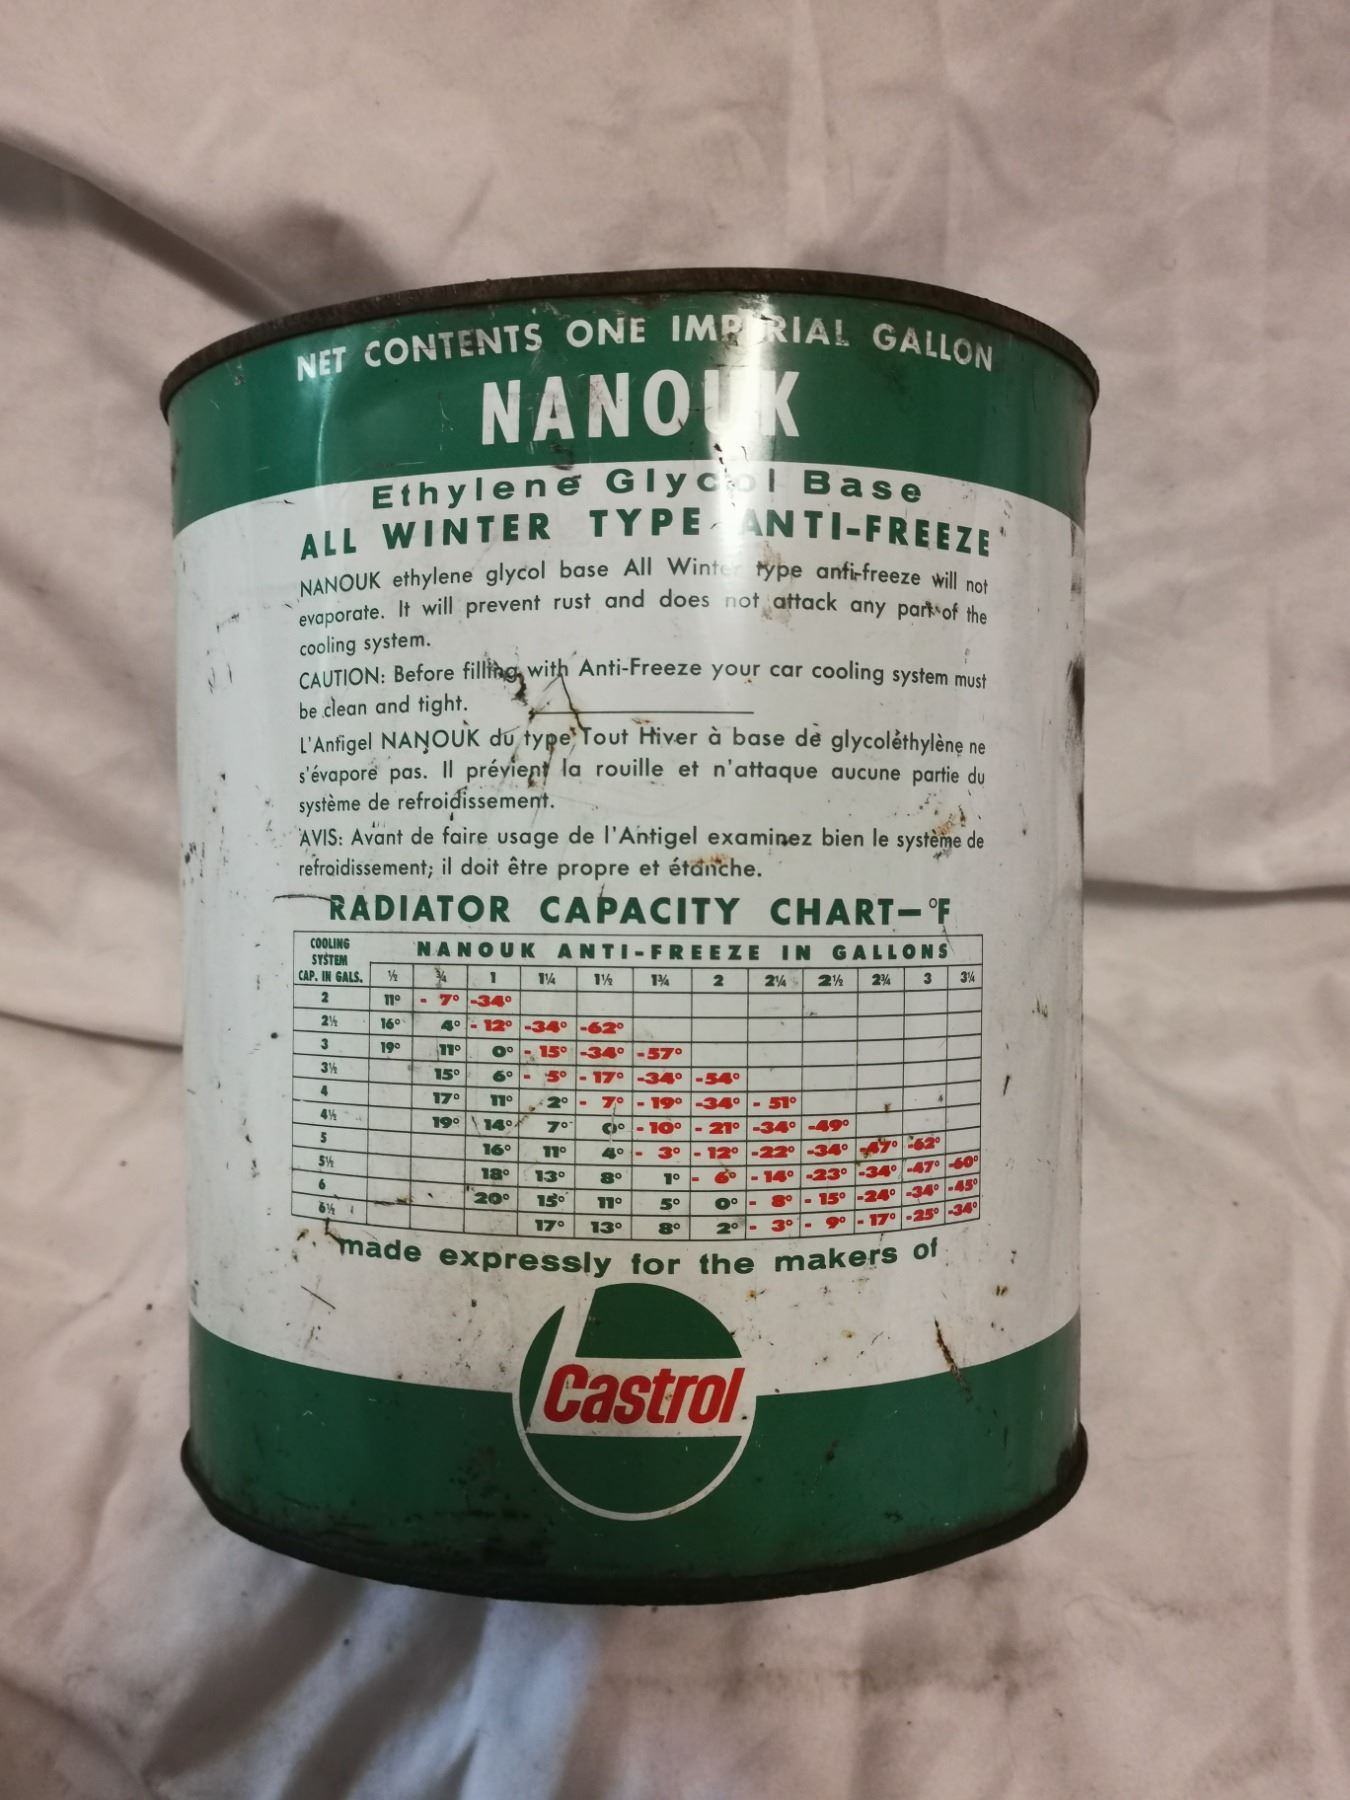 NET CONTENTS ONE IMPERIAL GALLON
NANOUK
Ethylene Glycol Base
ALL WINTER TYPE ANTI-FREEZE
NANOUK ethylene glycol base All Winter type anti-freeze will not
evaporate. It will prevent rust and does not attack any part of the
cooling system.
CAUTION: Before filling with Anti-Freeze your car cooling system must
be clean and tight.
L'Antigel NANOUK du type Tout Hiver à base de glycoléthylène ne
s'évapore pas. Il prévient la rouille et n'attaque aucune partie du
système de refroidissement.
AVIS: Avant de faire usage de l'Antigel examinez bien le système de
refroidissement; il doit être propre et étanche.
RADIATOR CAPACITY CHART—°F
COOLING SYSTEM CAP. IN GALS. NANOUK ANTI-FREEZE IN GALLONS
½ ¾ 1 1¼ 1½ 1¾ 2 2¼ 2½ 2¾ 3 3¼
2 11° - 7° -34°
2½ 16° 4° - 12° -34° -62°
3 19° 11° 0° - 15° -34° -57°
3½ 15° 6° - 5° - 17° -34° -54°
4 17° 11° 2° - 7° - 19° -34° - 51°
4½ 19° 14° 7° 0° - 10° - 21° -34° -49°
5 16° 11° 4° - 3° - 12° -22° -34° -47° -62°
5½ 18° 13° 8° 1° - 6° - 14° -23° -34° -47° -60°
6 20° 15° 11° 5° 0° - 8° - 15° -24° -34° -45°
6½ 17° 13° 8° 2° - 3° - 9° - 17° -25° -34°
made expressly for the makers of
Castrol